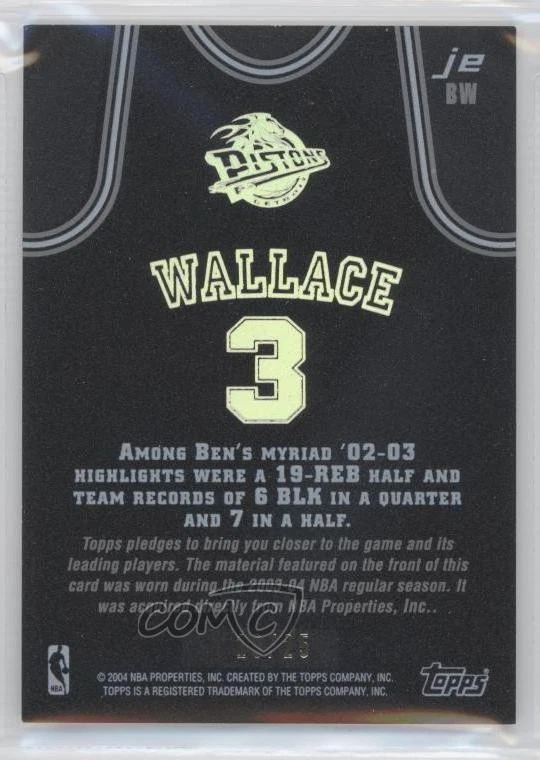 je
BW
PISTONS
DETROIT
WALLACE
3
AMONG BEN'S MYRIAD '02-03
HIGHLIGHTS WERE A 19-REB HALF AND
TEAM RECORDS OF 6 BLK IN A QUARTER
AND 7 IN A HALF.
Topps pledges to bring you closer to the game and its
leading players. The material featured on the front of this
card was worn during the 2003-04 NBA regular season. It
was acquired directly from NBA Properties, Inc..
COMC
/25
NBA
© 2004 NBA PROPERTIES, INC. CREATED BY THE TOPPS COMPANY, INC.
TOPPS IS A REGISTERED TRADEMARK OF THE TOPPS COMPANY, INC.
topps